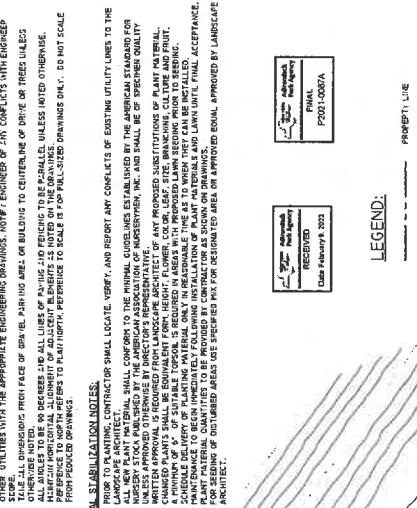 OTHER UTILITIES WITH THE APPROPRIATE ENGINEERING DRAWINGS. NOTIFY ENGINEER OF ANY CONFLICTS WITH ENGINEER
SCOPE.
TAKE ALL DIMENSIONS FROM FACE OF GRAVEL PARKING AREA OR BUILDING TO CENTERLINE OF DRIVE OR TREES UNLESS
OTHERWISE NOTED.
ALL ANGLES TO BE 90 DEGREES AND ALL LINES OF PAVING AND FENCING TO BE PARALLEL UNLESS NOTED OTHERWISE.
MAINTAIN HORIZONTAL ALIGNMENT OF ADJACENT ELEMENTS AS NOTED ON THE DRAWINGS.
REFERENCE TO NORTH REFERS TO PLAN NORTH. REFERENCE TO SCALE IS FOR FULL-SIZED DRAWINGS ONLY. DO NOT SCALE
FROM REDUCED DRAWINGS.
AL STABILIZATION NOTES:
PRIOR TO PLANTING, CONTRACTOR SHALL LOCATE, VERIFY, AND REPORT ANY CONFLICTS OF EXISTING UTILITY LINES TO THE
LANDSCAPE ARCHITECT.
ALL NEW PLANT MATERIAL SHALL CONFORM TO THE MINIMAL GUIDELINES ESTABLISHED BY THE AMERICAN STANDARD FOR
NURSERY STOCK PUBLISHED BY THE AMERICAN ASSOCIATION OF NURSERYMEN, INC. AND SHALL BE OF SPECIMEN QUALITY
UNLESS APPROVED OTHERWISE BY DIRECTOR'S REPRESENTATIVE.
WRITTEN APPROVAL IS REQUIRED FROM LANDSCAPE ARCHITECT OF ANY PROPOSED SUBSTITUTIONS OF PLANT MATERIAL.
CHANGED PLANTS SHALL BE EQUIVALENT FORM, HEIGHT, FLOWER, COLOR, LEAF, SIZE, BRANCHING, CULTURE AND FRUIT.
A MINIMUM OF 6" OF SUITABLE TOPSOIL IS REQUIRED IN AREAS WITH PROPOSED LAWN SEEDING PRIOR TO SEEDING.
SCHEDULE DELIVERY OF PLANTING MATERIAL ONLY IN REASONABLE TIME AS TO WHEN THEY CAN BE INSTALLED.
MAINTENANCE TO BEGIN IMMEDIATELY FOLLOWING INSTALLATION OF PLANT MATERIALS AND LAWN UNTIL FINAL ACCEPTANCE.
PLANT MATERIAL QUANTITIES TO BE PROVIDED BY CONTRACTOR AS SHOWN ON DRAWINGS.
FOR SEEDING OF DISTURBED AREAS USE SPECIFIED MIX FOR DESIGNATED AREA OR APPROVED EQUAL APPROVED BY LANDSCAPE
ARCHITECT.
Adirondack
Park Agency
RECEIVED
Date February 9, 2022
Adirondack
Park Agency
FINAL
P2021-0067A
LEGEND:
PROPERTY LINE